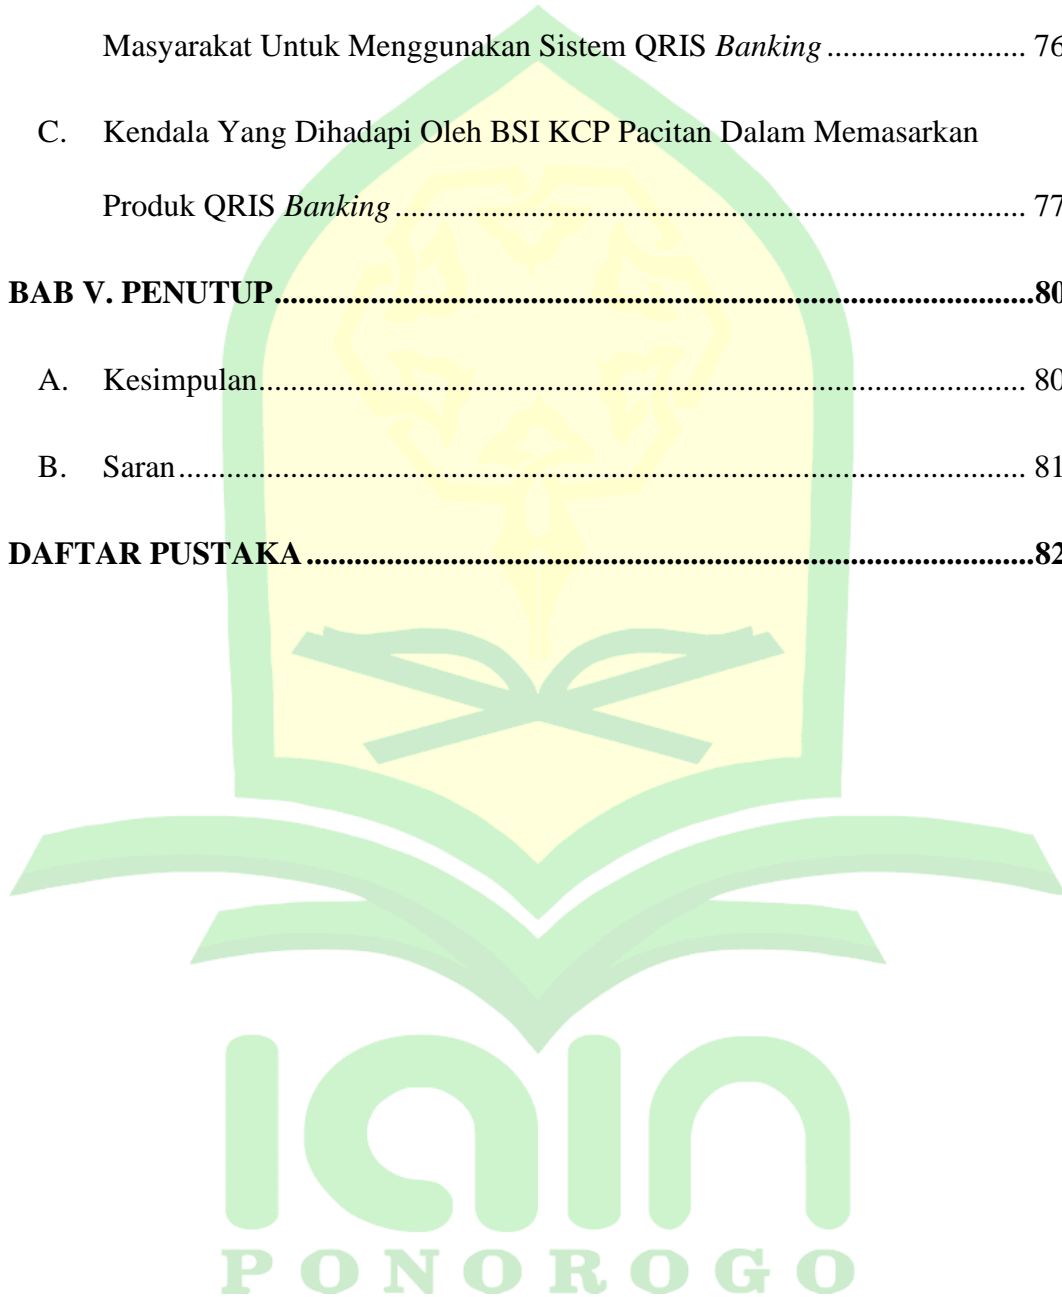 Masyarakat Untuk Menggunakan Sistem QRIS Banking ......................... 76
C. Kendala Yang Dihadapi Oleh BSI KCP Pacitan Dalam Memasarkan
Produk QRIS Banking ............................................................................... 77
BAB V. PENUTUP ................................................................................................80
A. Kesimpulan ................................................................................................ 80
B. Saran .......................................................................................................... 81
DAFTAR PUSTAKA ............................................................................................82
iain
PONOROGO